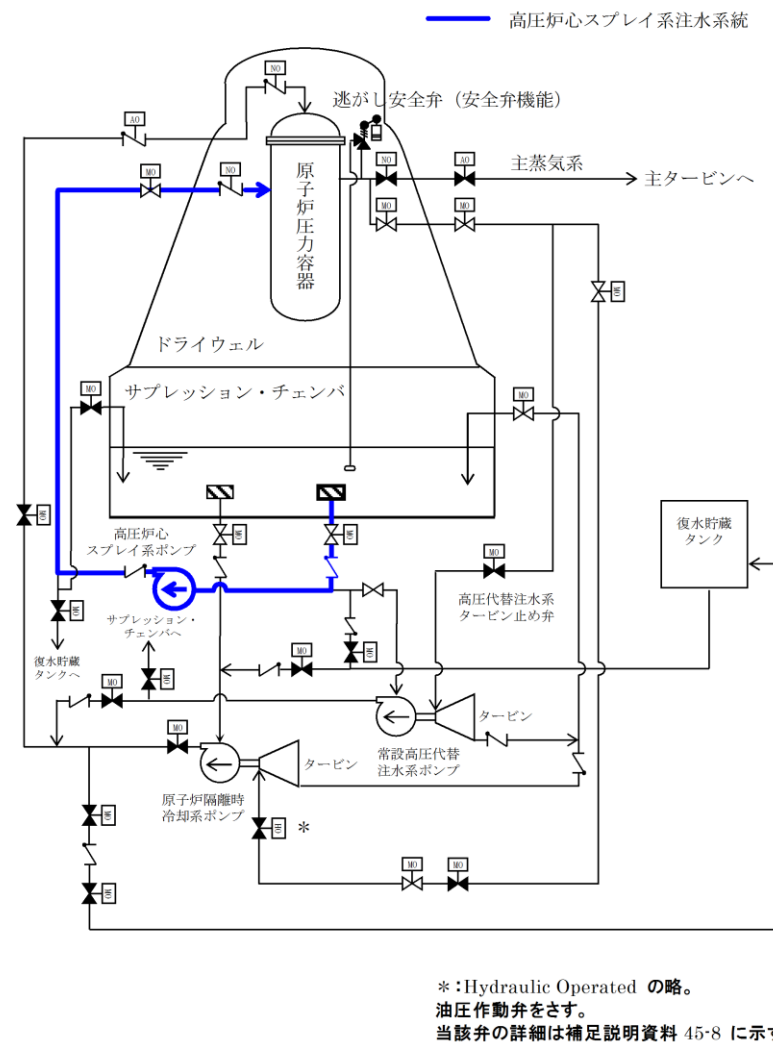 高圧炉心スプレイ系注水系統
NO
NO
逃がし安全弁（安全弁機能）
AO
MO
NO
NO
AO
主蒸気系
主タービンへ
原子炉圧力容器
MO
MO
MO
ドライウェル
サプレッション・チェンバ
MO
MO
MO
高圧炉心
スプレイ系ポンプ
MO
MO
復水貯蔵
タンク
MO
高圧代替注水系
タービン止め弁
MO
サプレッション・
チェンバへ
復水貯蔵
タンクへ
MO
MO
MO
MO
MO
タービン
常設高圧代替
注水系ポンプ
MO
タービン
原子炉隔離時
冷却系ポンプ
HO
＊
MO
MO
MO
MO
＊：Hydraulic Operated の略。
油圧作動弁をさす。
当該弁の詳細は補足説明資料 45-8 に示